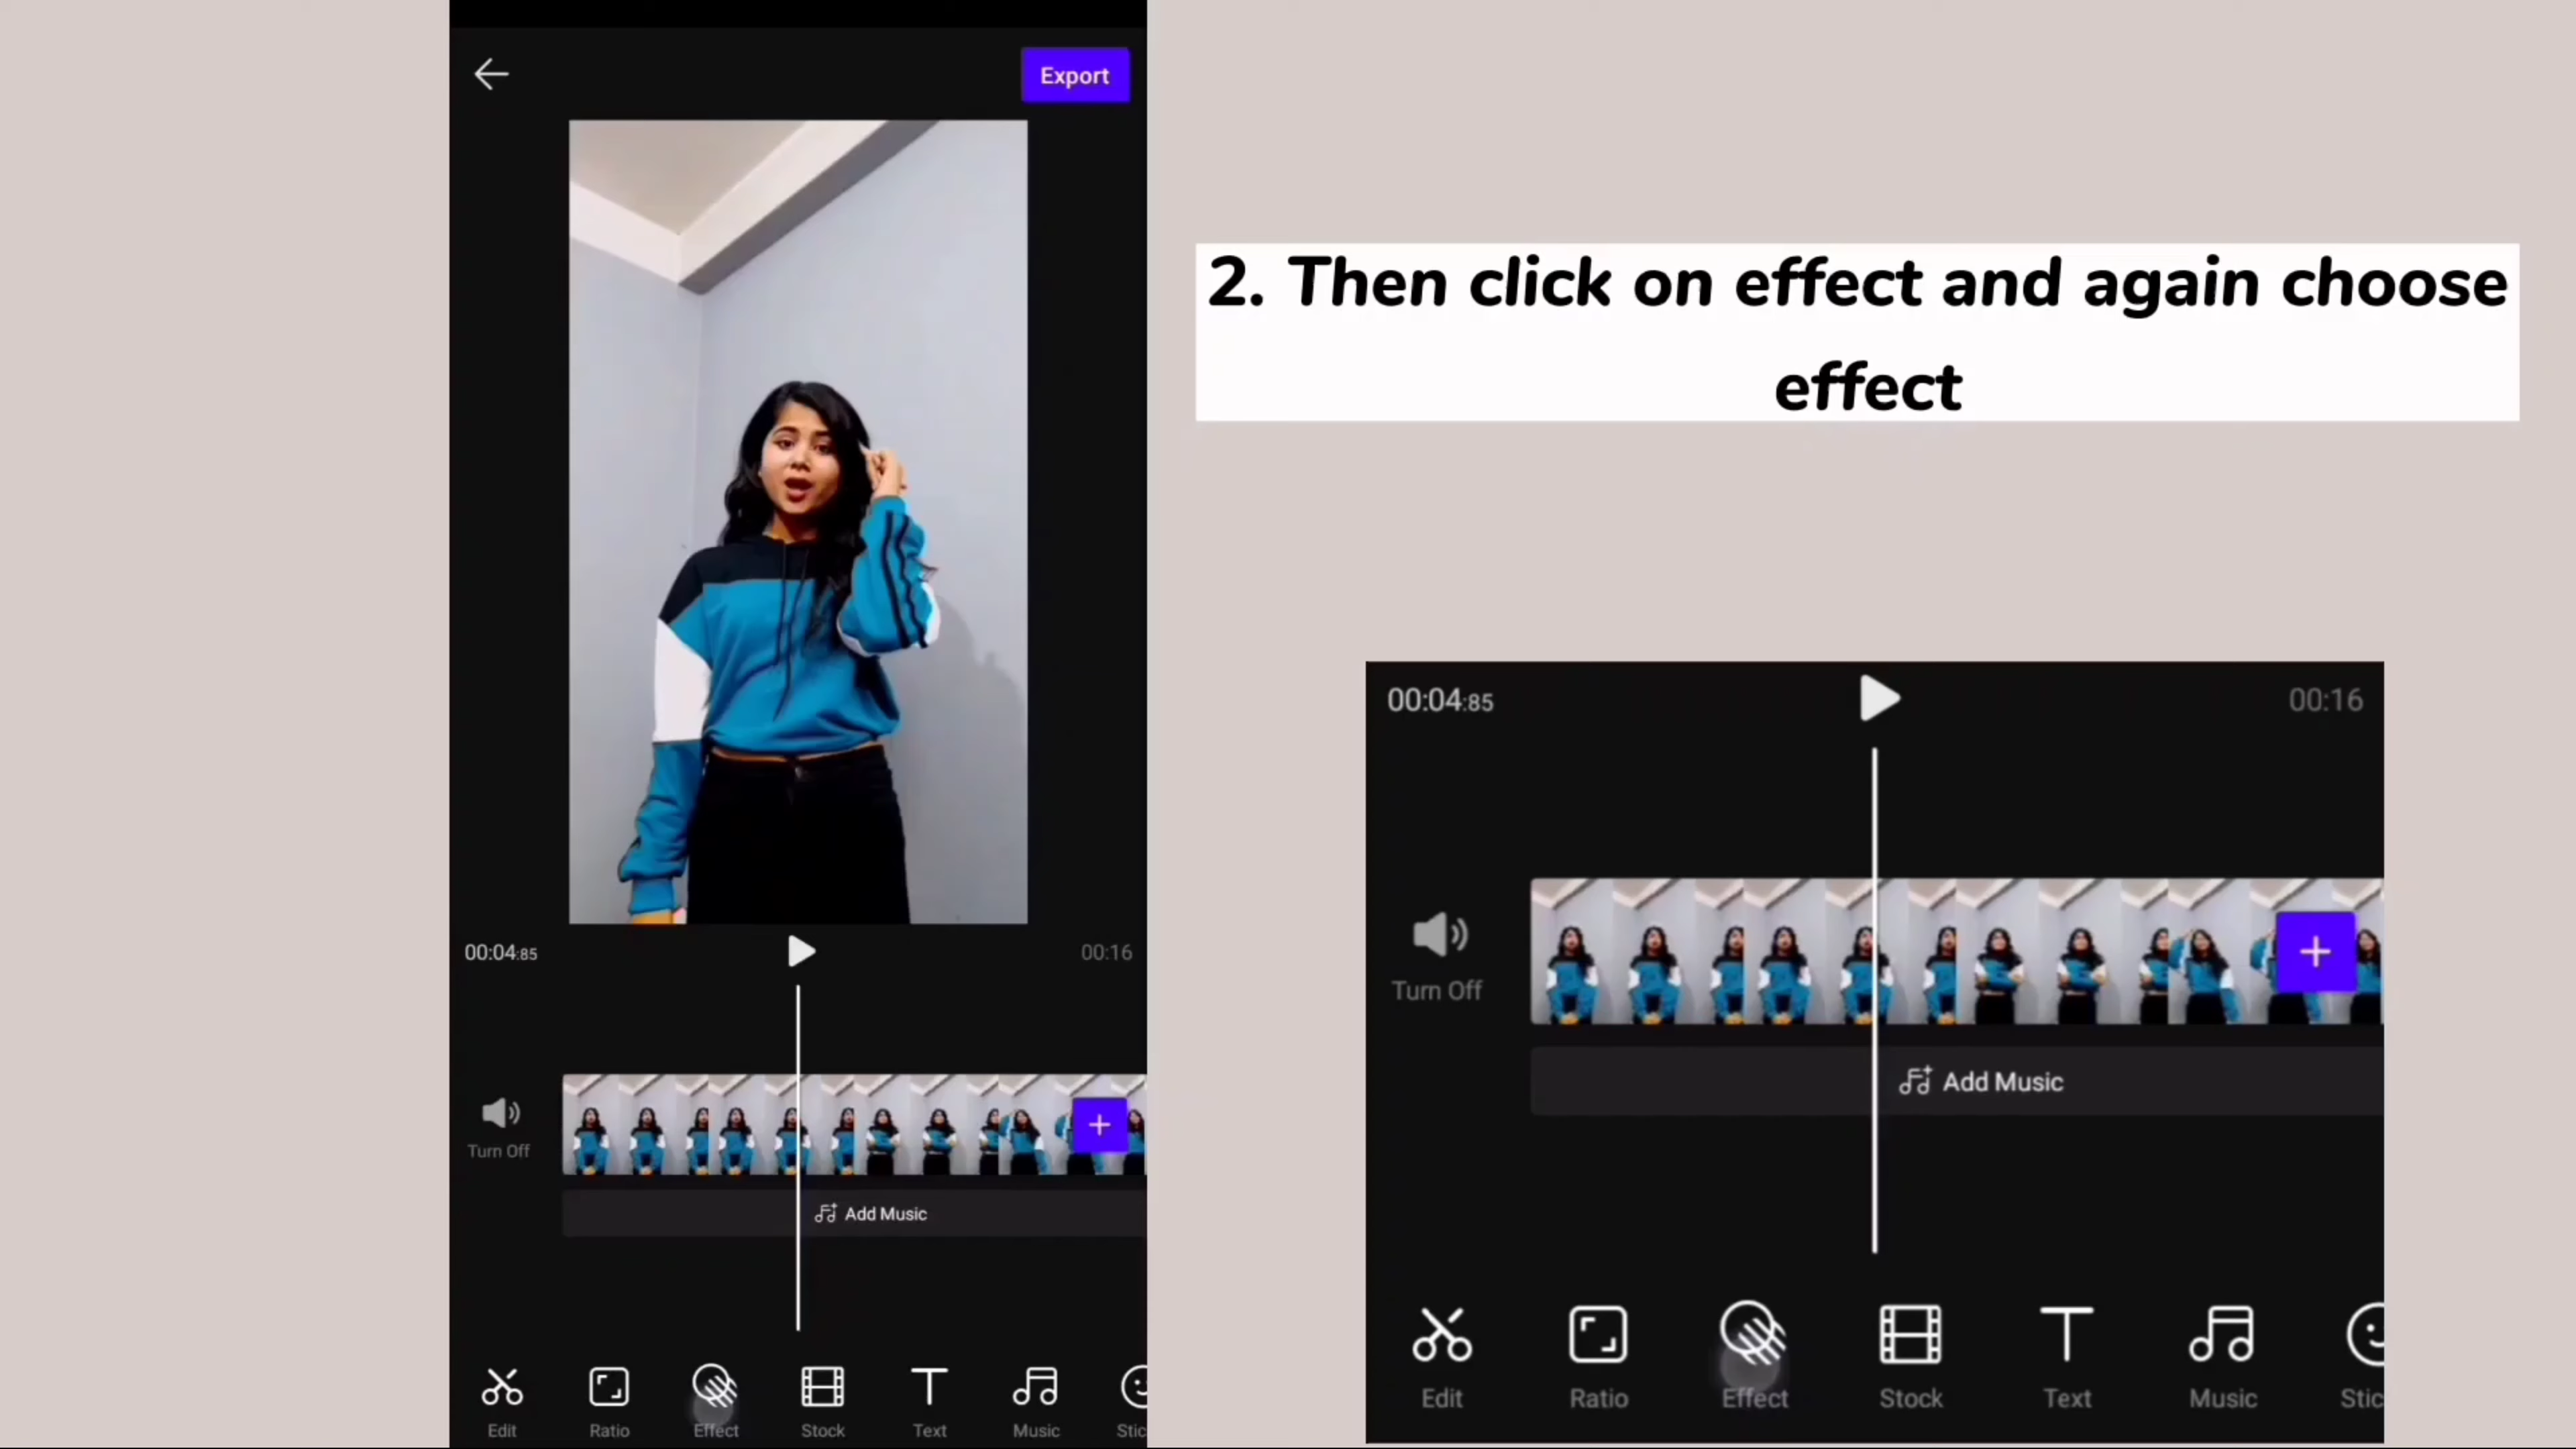 Export
00:04:85
00:16
Turn Off
Add Music
Edit
Ratio
Effect
Stock
Text
Music
Stic
2. Then click on effect and again choose
effect
00:04:85
00:16
Turn Off
Add Music
Edit
Ratio
Effect
Stock
Text
Music
Stic